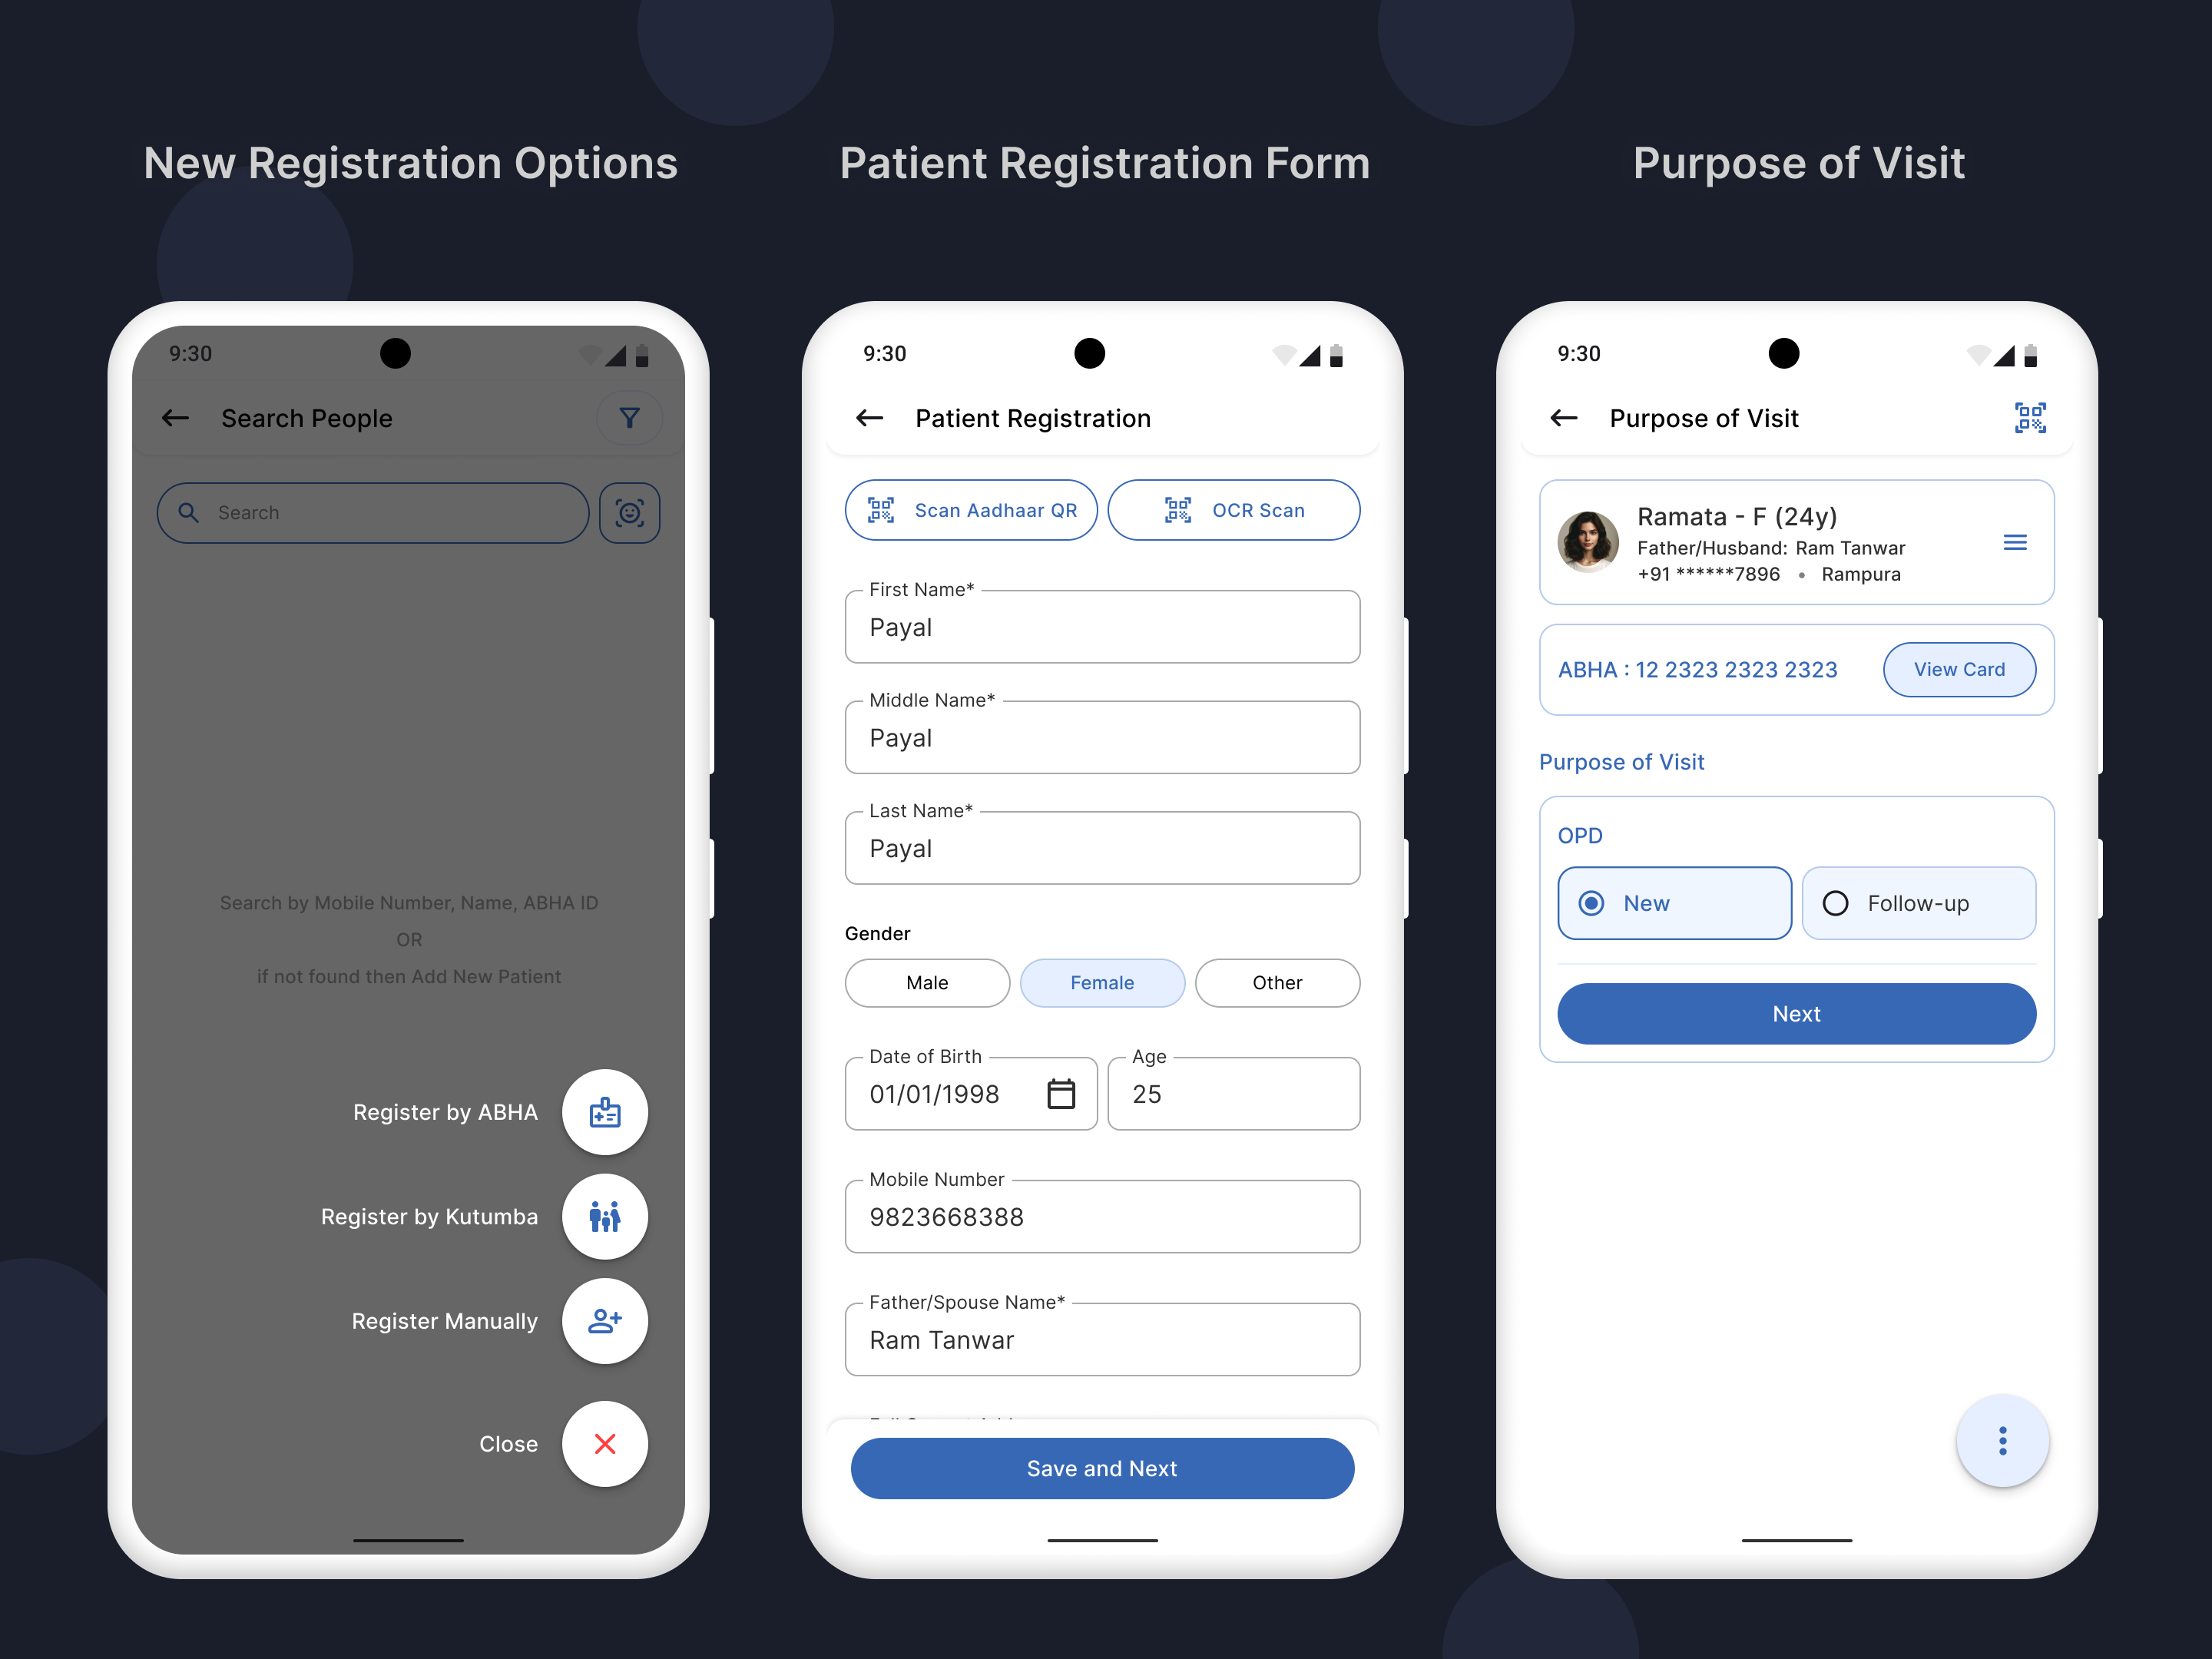 New Registration Options
9:30
Search People
Search
Search by Mobile Number, Name, ABHA ID
OR
if not found then Add New Patient
Register by ABHA
Register by Kutumba
Register Manually
Close
Patient Registration Form
9:30
Patient Registration
Scan Aadhaar QR
OCR Scan
First Name*
Payal
Middle Name*
Payal
Last Name*
Payal
Gender
Male
Female
Other
Date of Birth
01/01/1998
Age
25
Mobile Number
9823668388
Father/Spouse Name*
Ram Tanwar
Save and Next
Purpose of Visit
9:30
Purpose of Visit
Ramata - F (24y)
Father/Husband: Ram Tanwar
+91 ******7896 • Rampura
ABHA : 12 2323 2323 2323
View Card
Purpose of Visit
OPD
New
Follow-up
Next